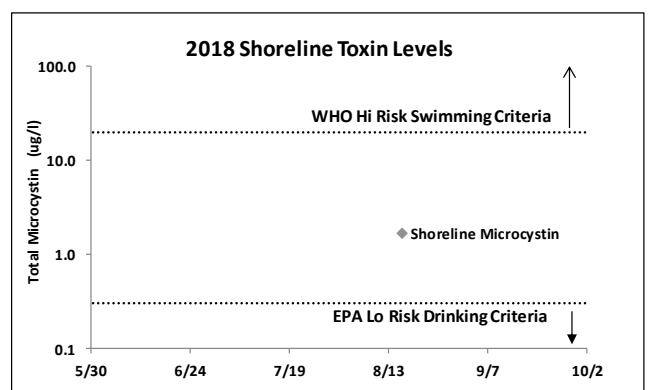 2018 Shoreline Toxin Levels
Total Microcystin (ug/l)
100.0
10.0
1.0
0.1
WHO Hi Risk Swimming Criteria
Shoreline Microcystin
EPA Lo Risk Drinking Criteria
5/30 6/24 7/19 8/13 9/7 10/2